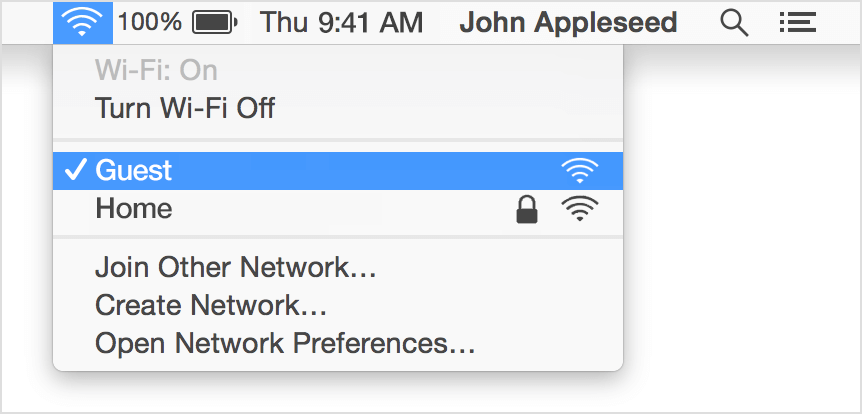 100% Thu 9:41 AM John Appleseed
Wi-Fi: On
Turn Wi-Fi Off
Guest
Home
Join Other Network...
Create Network...
Open Network Preferences...